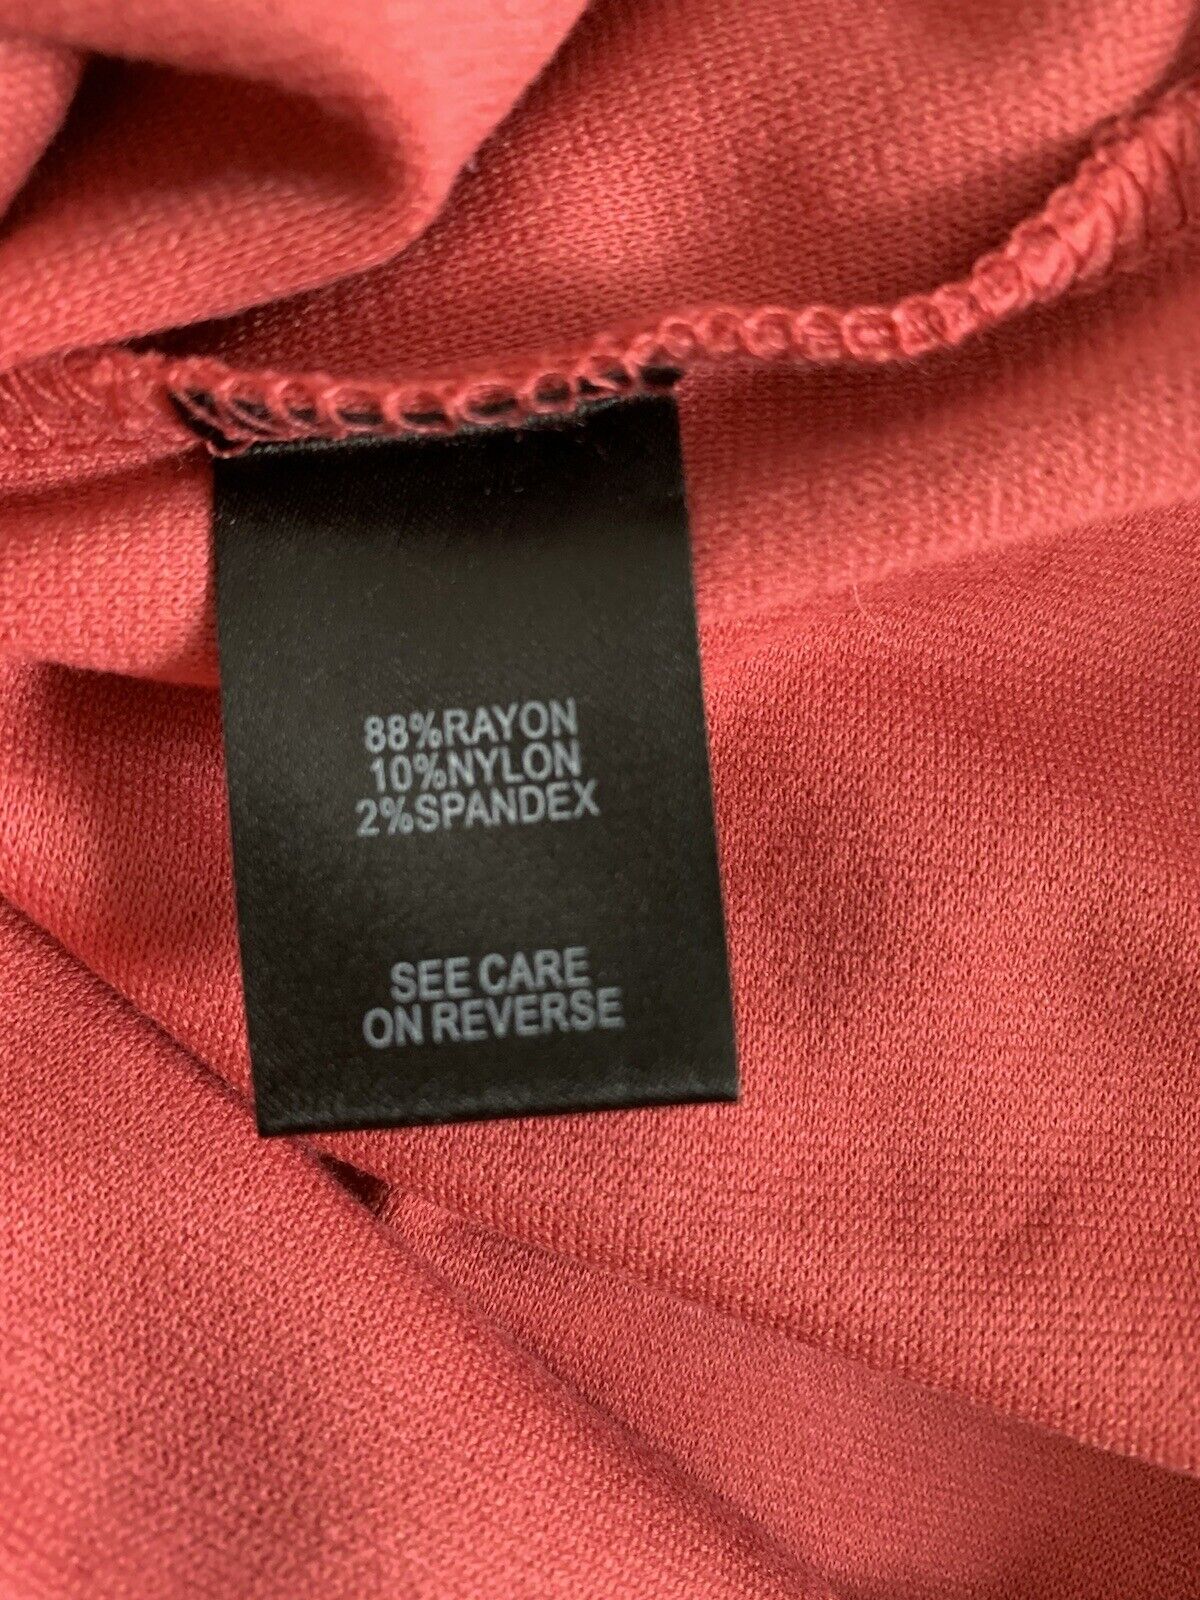 88%RAYON
10%NYLON
2%SPANDEX
SEE CARE
ON REVERSE